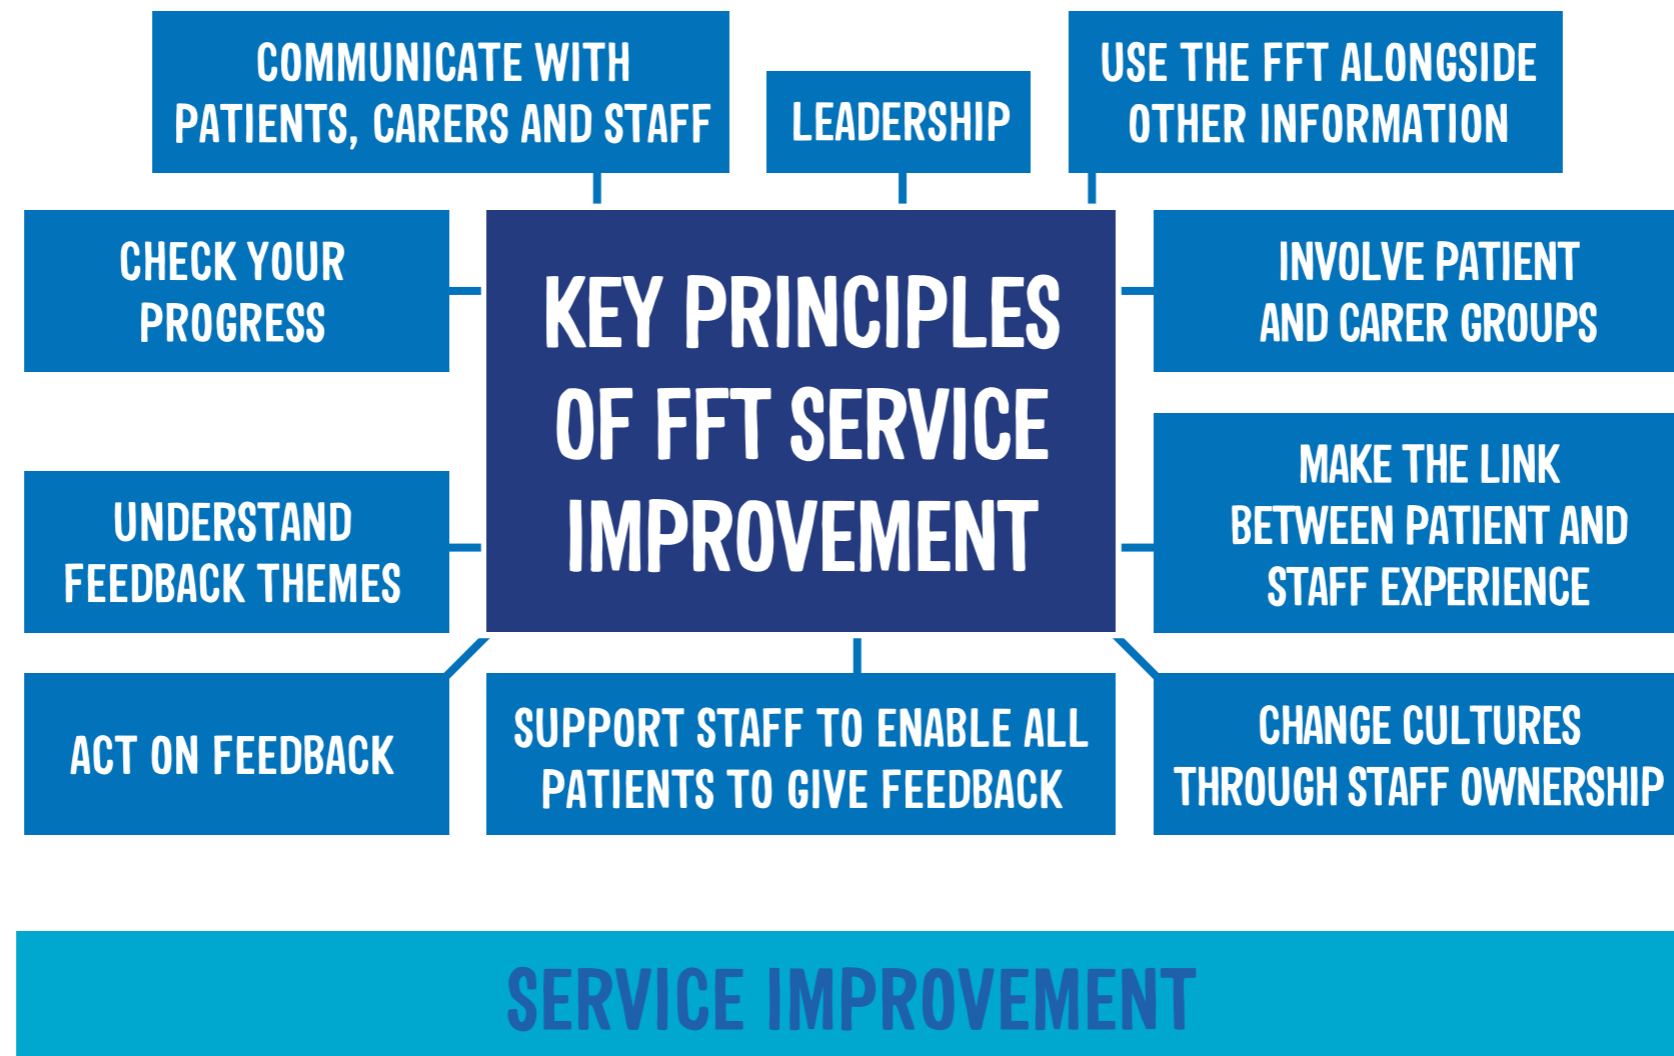 COMMUNICATE WITH
PATIENTS, CARERS AND STAFF
LEADERSHIP
USE THE FFT ALONGSIDE
OTHER INFORMATION
CHECK YOUR
PROGRESS
KEY PRINCIPLES
OF FFT SERVICE
IMPROVEMENT
INVOLVE PATIENT
AND CARER GROUPS
UNDERSTAND
FEEDBACK THEMES
MAKE THE LINK
BETWEEN PATIENT AND
STAFF EXPERIENCE
ACT ON FEEDBACK
SUPPORT STAFF TO ENABLE ALL
PATIENTS TO GIVE FEEDBACK
CHANGE CULTURES
THROUGH STAFF OWNERSHIP
SERVICE IMPROVEMENT